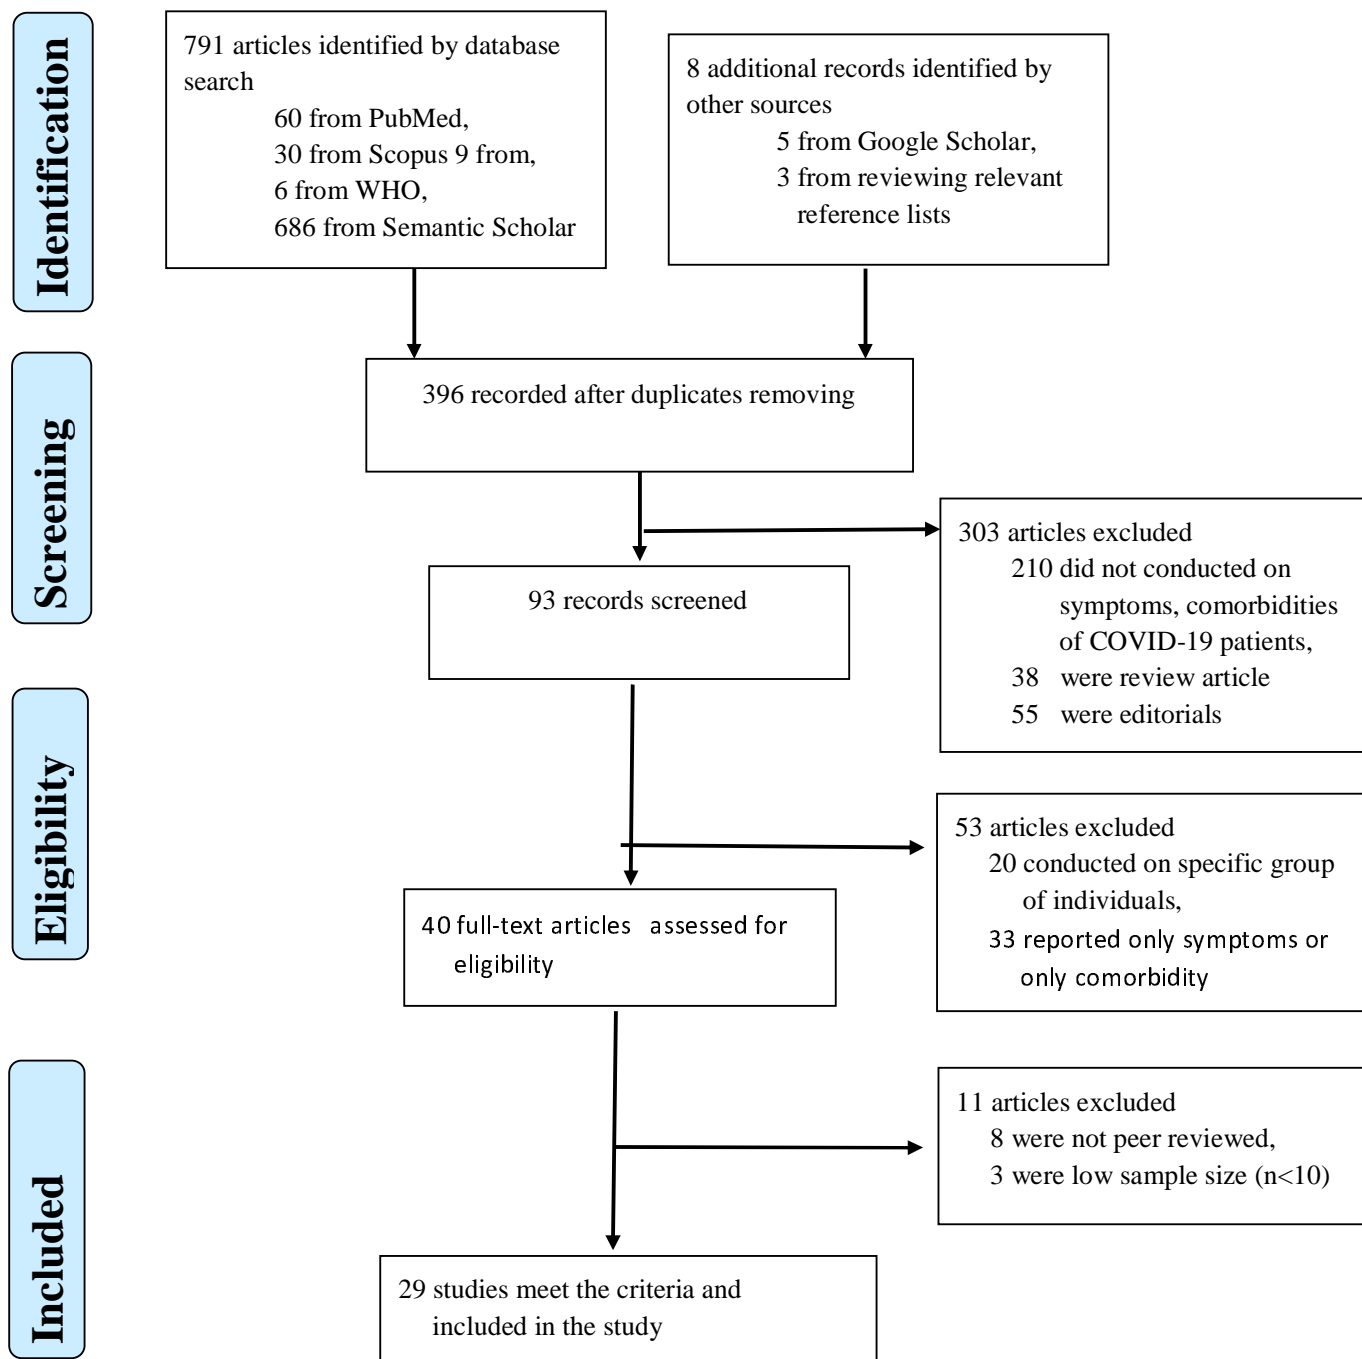 Identification
791 articles identified by database
search
60 from PubMed,
30 from Scopus 9 from,
6 from WHO,
686 from Semantic Scholar
8 additional records identified by
other sources
5 from Google Scholar,
3 from reviewing relevant
reference lists
Screening
396 recorded after duplicates removing
93 records screened
303 articles excluded
210 did not conducted on
symptoms, comorbidities
of COVID-19 patients,
38 were review article
55 were editorials
Eligibility
40 full-text articles assessed for
eligibility
53 articles excluded
20 conducted on specific group
of individuals,
33 reported only symptoms or
only comorbidity
Included
11 articles excluded
8 were not peer reviewed,
3 were low sample size (n<10)
29 studies meet the criteria and
included in the study